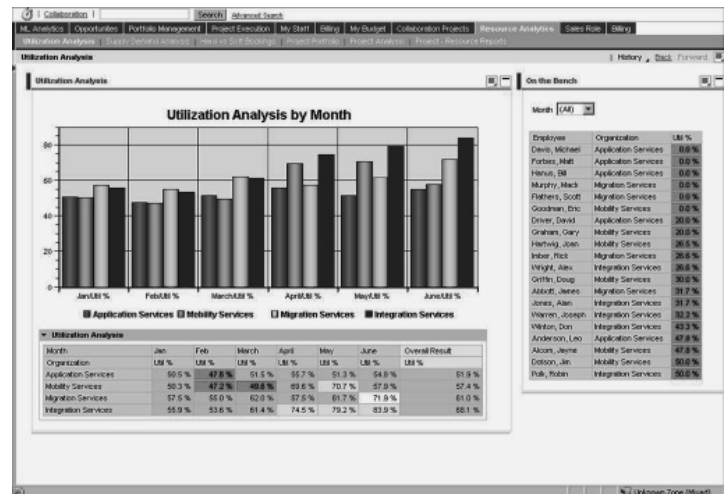 Collaboration
Search Advanced Search
ML Analytics Opportunities Portfolio Management Project Execution My Staff Billing My Budget Collaboration Projects Resource Analytics Sales Role Billing
Utilization Analysis | Supply Demand Analysis | Hard vs Soft Bookings | Project Portfolio | Project Analysis | Project - Resource Reports
Utilization Analysis
History Back Forward
Utilization Analysis
Utilization Analysis by Month
80
60
40
20
0
Jan/Util % Feb/Util % March/Util % April/Util % May/Util % June/Util %
Application Services Mobility Services Migration Services Integration Services
Utilization Analysis
Month Jan Feb March April May June Overall Result
Organization Util % Util % Util % Util % Util % Util % Util %
Application Services 50.5 % 47.6 % 51.5 % 55.7 % 51.3 % 54.8 % 51.9 %
Mobility Services 50.3 % 47.2 % 49.6 % 69.6 % 70.7 % 57.9 % 57.4 %
Migration Services 57.5 % 55.0 % 62.0 % 57.5 % 61.7 % 71.9 % 61.0 %
Integration Services 55.9 % 53.6 % 61.4 % 74.5 % 79.2 % 83.9 % 68.1 %
On the Bench
Month (All)
Employee Organization Util %
Davis, Michael Application Services 0.0 %
Forbes, Matt Application Services 0.0 %
Hanus, Bill Application Services 0.0 %
Murphy, Mack Migration Services 0.0 %
Flathers, Scott Migration Services 0.0 %
Goodman, Eric Mobility Services 0.0 %
Driver, David Application Services 20.0 %
Graham, Gary Mobility Services 20.0 %
Hartwig, Joan Mobility Services 26.5 %
Imber, Rick Migration Services 26.6 %
Wright, Alex Integration Services 26.6 %
Griffin, Doug Mobility Services 30.0 %
Abbott, James Migration Services 31.7 %
Jones, Alan Integration Services 31.7 %
Warren, Joseph Integration Services 32.2 %
Winton, Don Integration Services 43.3 %
Anderson, Leo Application Services 47.8 %
Alcorn, Jayne Mobility Services 47.8 %
Dotson, Jim Mobility Services 50.0 %
Polk, Robin Integration Services 50.0 %
Unknown Zone (Mixed)